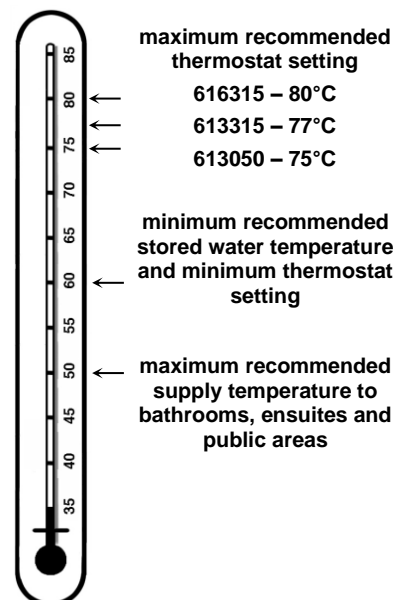 85
80
75
70
65
60
55
50
45
40
35
maximum recommended
thermostat setting
616315 – 80°C
613315 – 77°C
613050 – 75°C
minimum recommended
stored water temperature
and minimum thermostat
setting
maximum recommended
supply temperature to
bathrooms, ensuites and
public areas